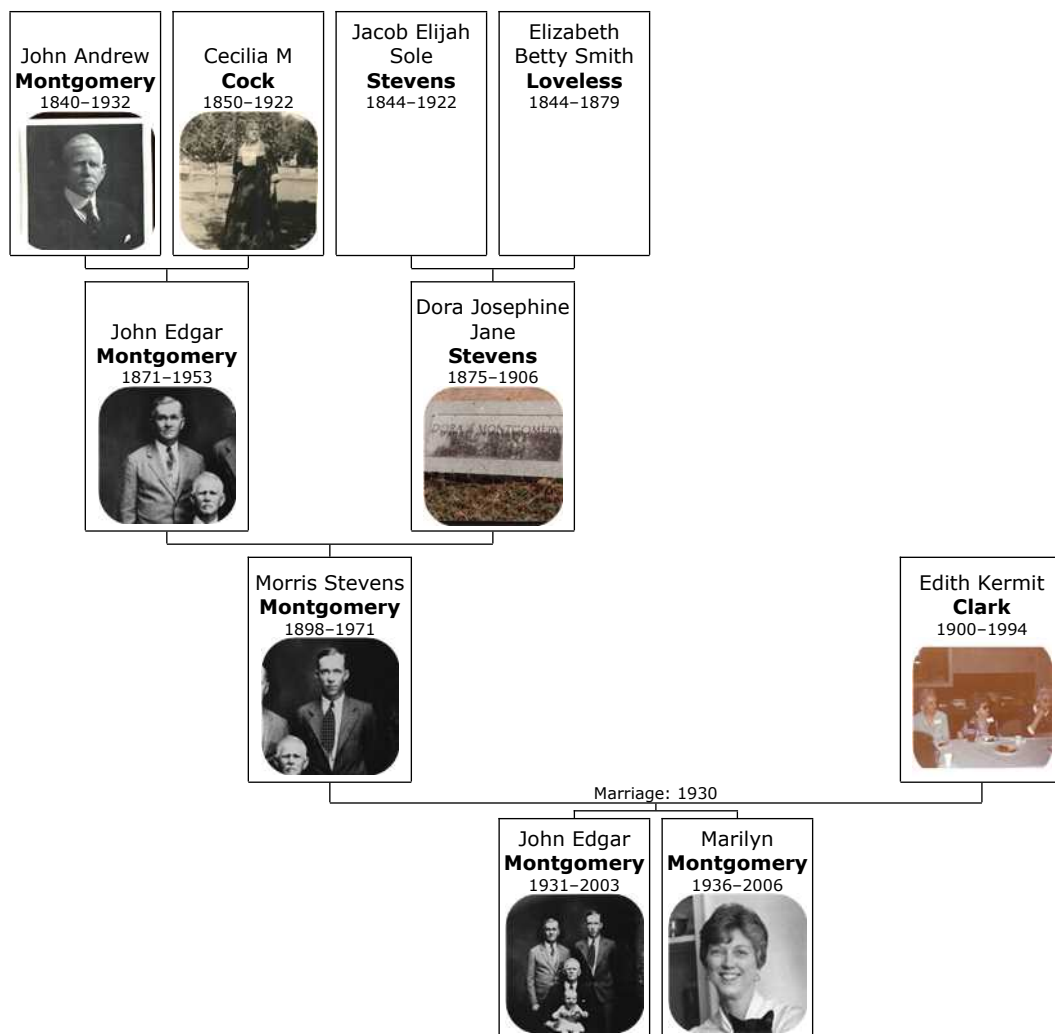 John Andrew
Montgomery
1840–1932
Cecilia M
Cock
1850–1922
Jacob Elijah
Sole
Stevens
1844–1922
Elizabeth
Betty Smith
Loveless
1844–1879
John Edgar
Montgomery
1871–1953
Dora Josephine
Jane
Stevens
1875–1906
DORA J. MONTGOMERY
Morris Stevens
Montgomery
1898–1971
Edith Kermit
Clark
1900–1994
Marriage: 1930
John Edgar
Montgomery
1931–2003
Marilyn
Montgomery
1936–2006